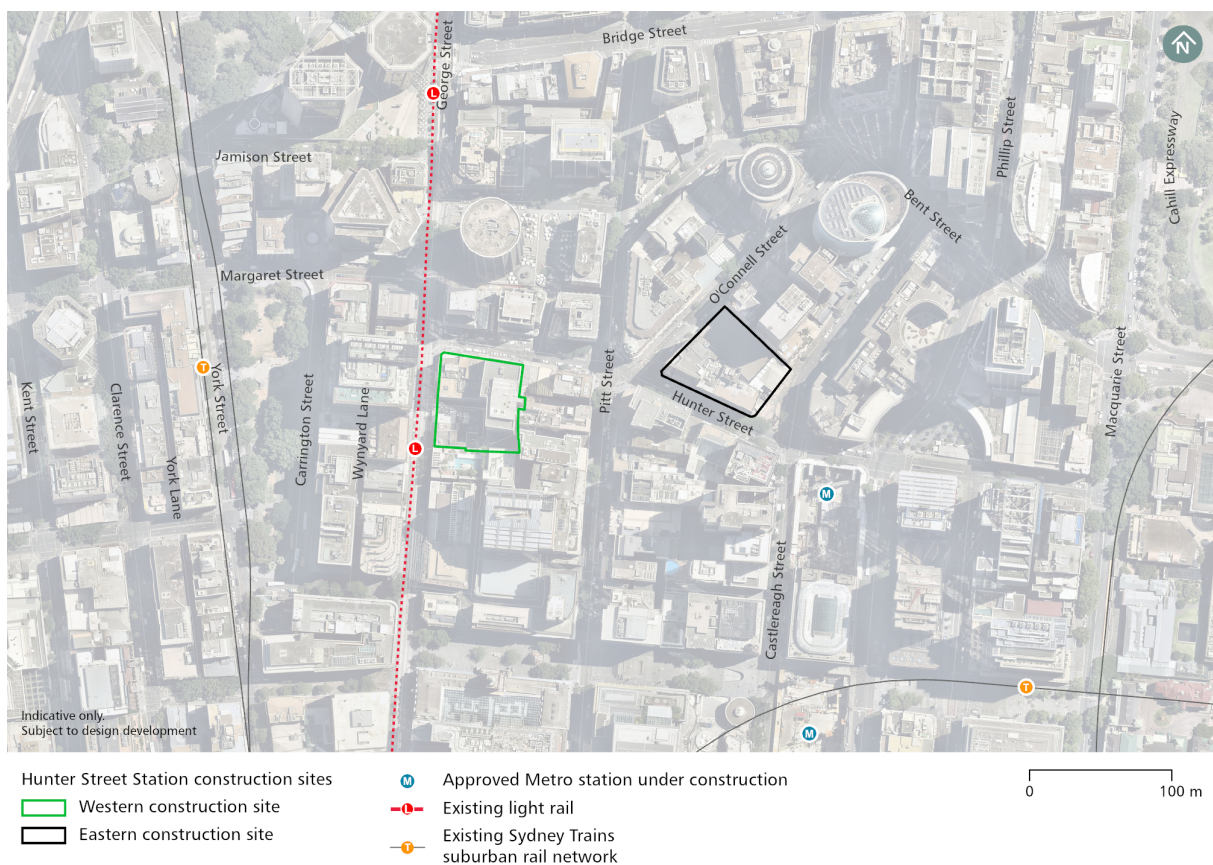 Bridge Street
George Street
N
L
Jamison Street
Phillip Street
Cahill Expressway
Bent Street
O'Connell Street
Margaret Street
T
York Street
Kent Street
Clarence Street
York Lane
Carrington Street
Wynyard Lane
L
Pitt Street
Hunter Street
Macquarie Street
M
Castlereagh Street
T
M
Indicative only.
Subject to design development
Hunter Street Station construction sites
Western construction site
Eastern construction site
M Approved Metro station under construction
L Existing light rail
T Existing Sydney Trains
suburban rail network
0 100 m